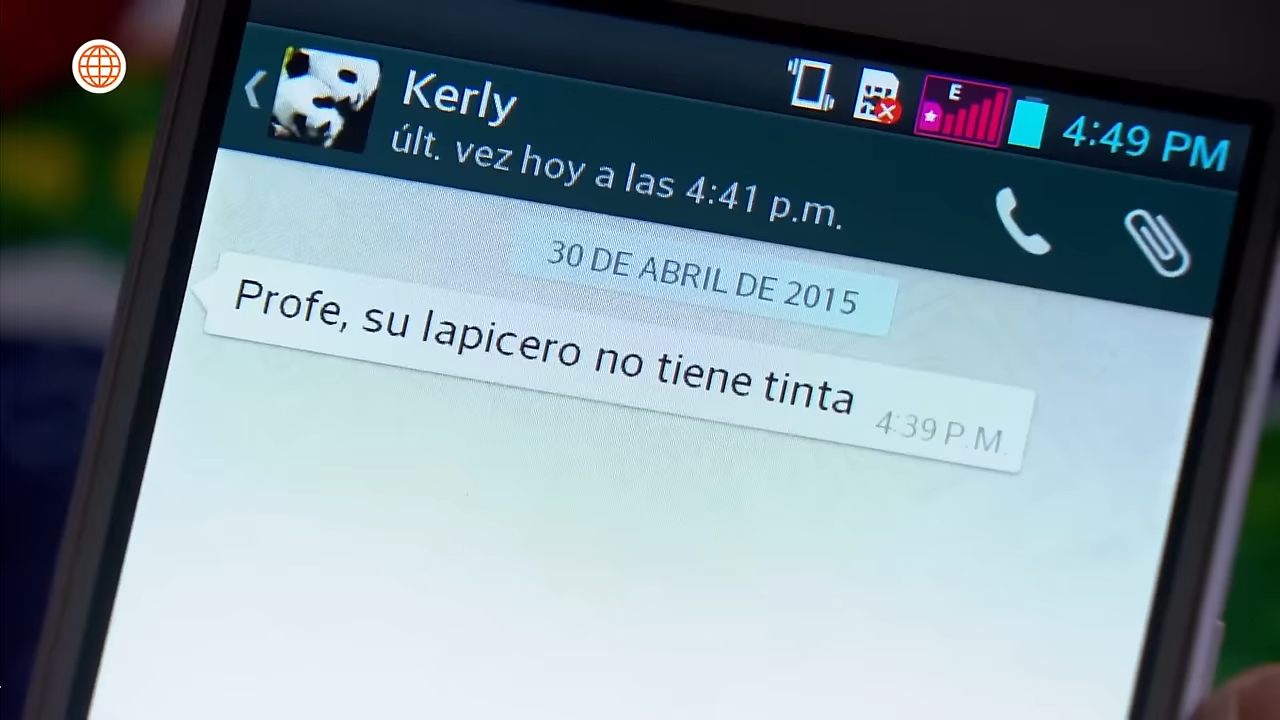 E
4:49 PM
Kerly
últ. vez hoy a las 4:41 p.m.
30 DE ABRIL DE 2015
Profe, su lapicero no tiene tinta
4:39 P.M.